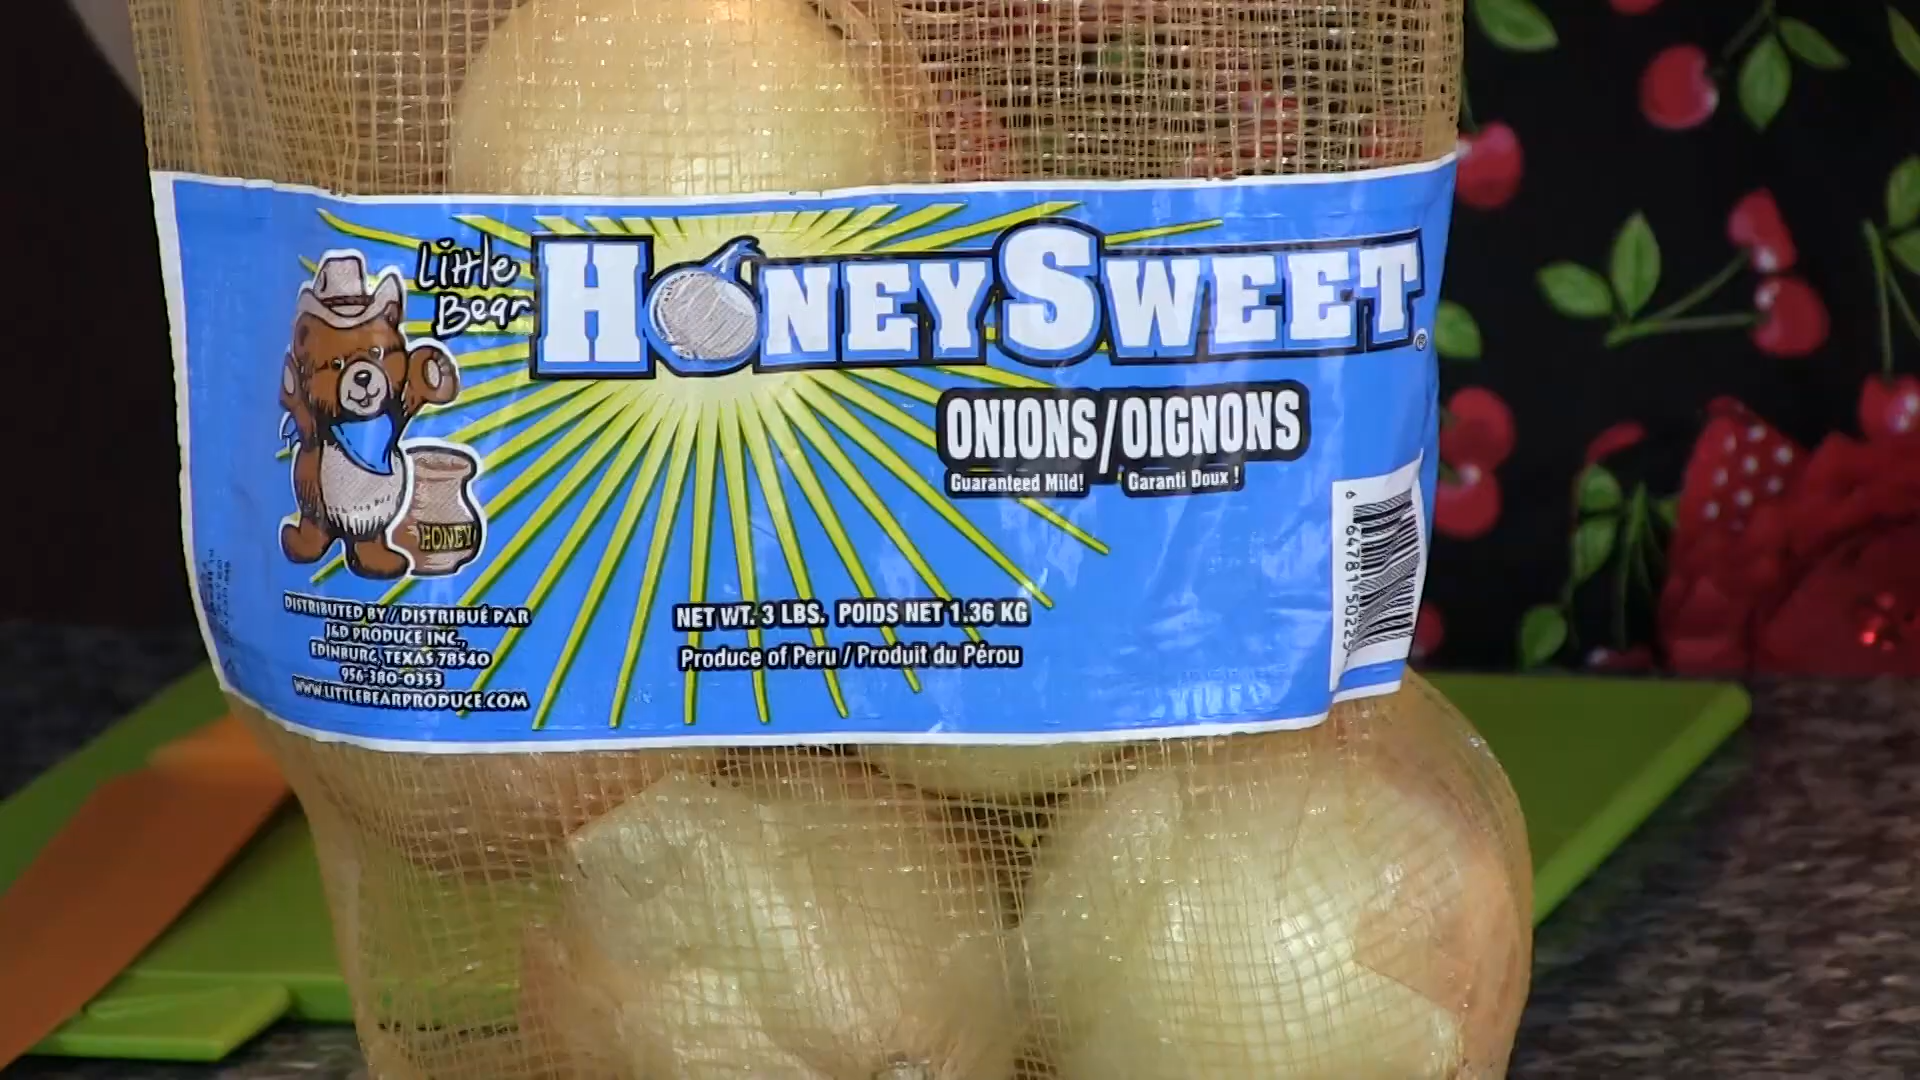 Little
Bear
HONEYSWEET®
ONIONS/OIGNONS
Guaranteed Mild! Garanti Doux !
HONEY
DISTRIBUTED BY / DISTRIBUÉ PAR
J&D PRODUCE INC.,
EDINBURG, TEXAS 78540
956-380-0353
WWW.LITTLEBEARPRODUCE.COM
NET WT. 3 LBS. POIDS NET 1.36 KG
Produce of Peru / Produit du Pérou